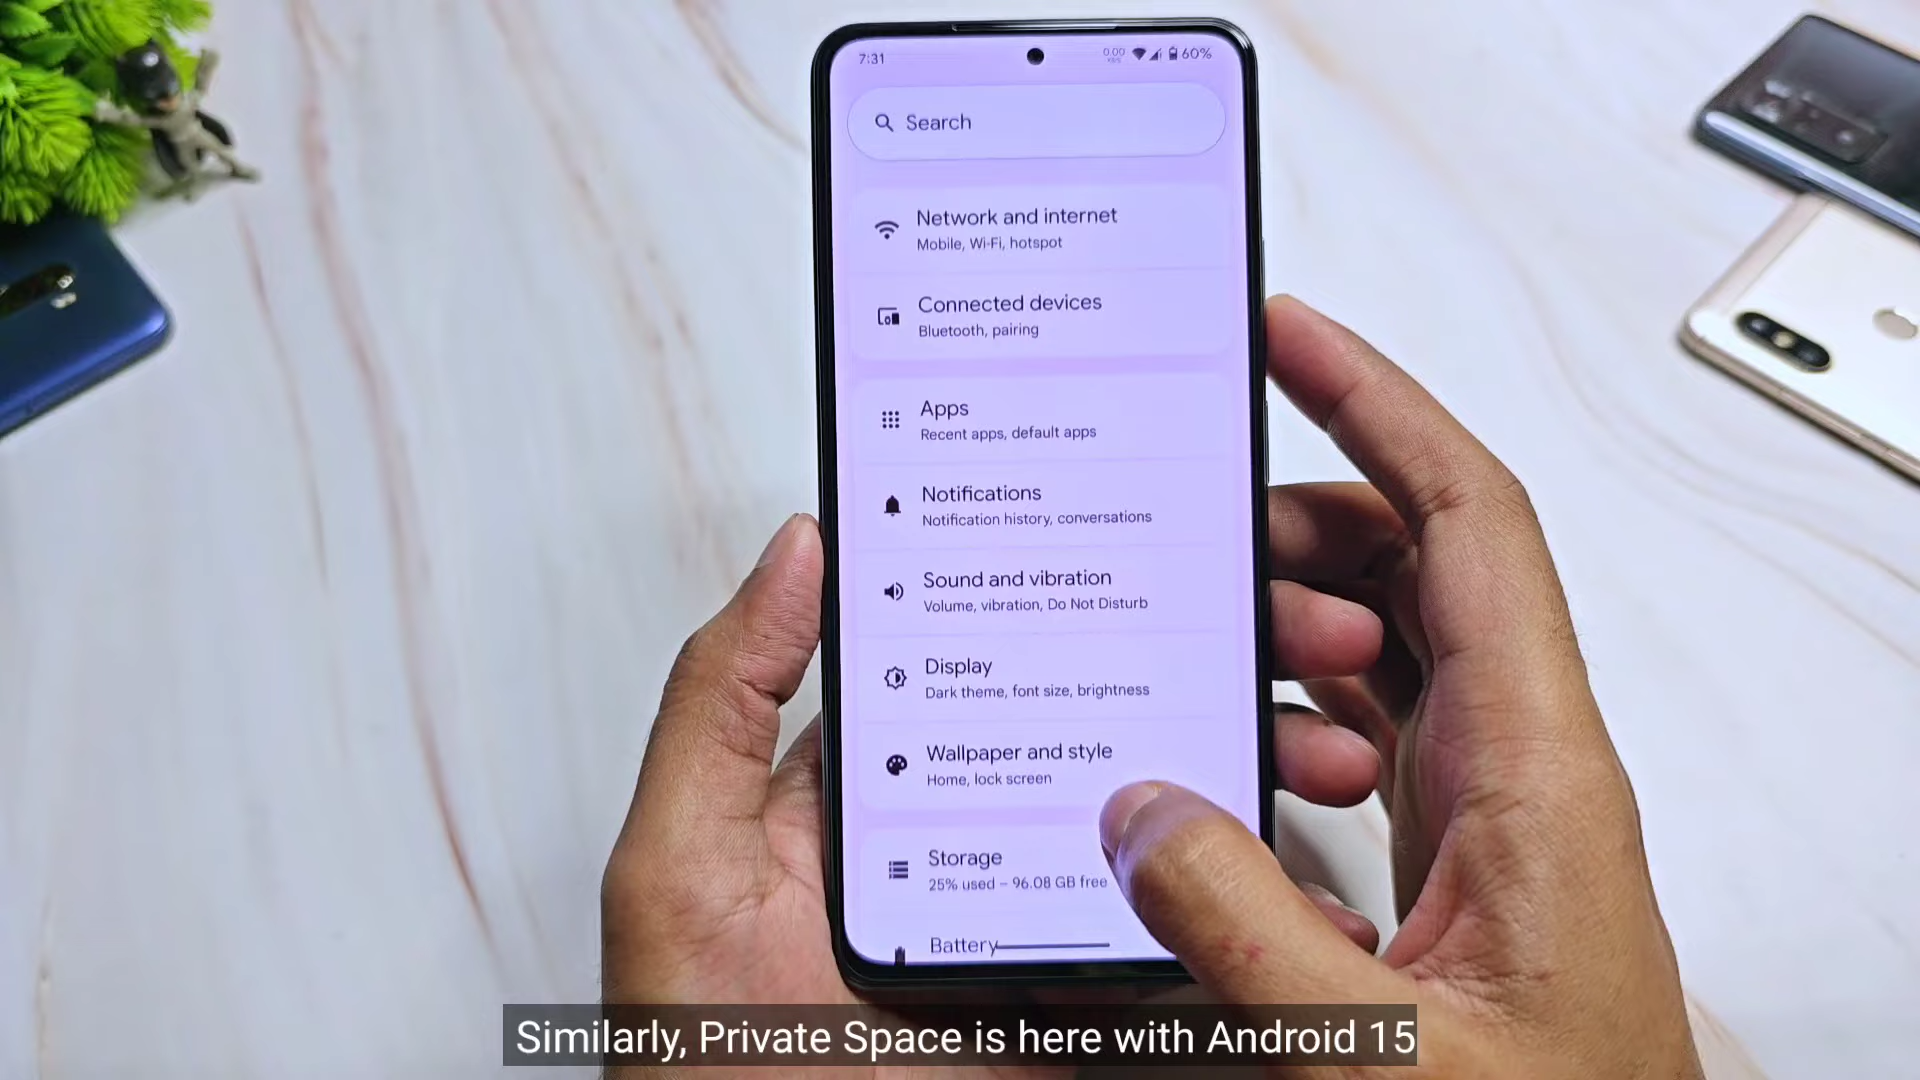 7:31
0.00
60%
Search
Network and internet
Mobile, Wi-Fi, hotspot
Connected devices
Bluetooth, pairing
Apps
Recent apps, default apps
Notifications
Notification history, conversations
Sound and vibration
Volume, vibration, Do Not Disturb
Display
Dark theme, font size, brightness
Wallpaper and style
Home, lock screen
Storage
25% used – 96.08 GB free
Battery
Similarly, Private Space is here with Android 15